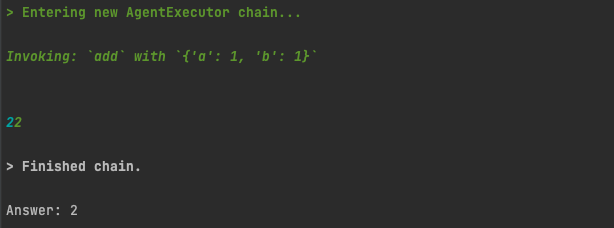 > Entering new AgentExecutor chain...
Invoking: `add` with `{'a': 1, 'b': 1}`
22
> Finished chain.
Answer: 2